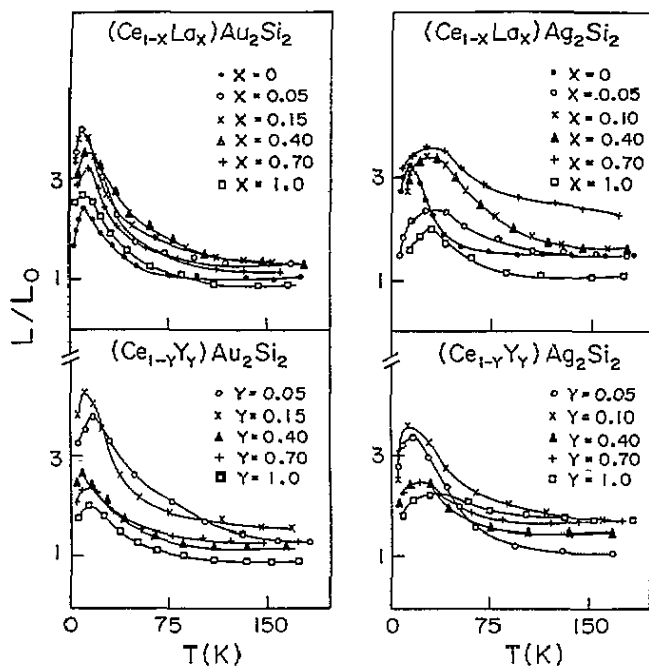 (Ce1-XLaX)Au2Si2
X = 0
X = 0.05
X = 0.15
X = 0.40
X = 0.70
X = 1.0
3
1
(Ce1-XLaX)Ag2Si2
X = 0
X = 0.05
X = 0.10
X = 0.40
X = 0.70
X = 1.0
3
1
L/L0
(Ce1-YYY)Au2Si2
Y = 0.05
Y = 0.15
Y = 0.40
Y = 0.70
Y = 1.0
3
1
0 75 150
T(K)
(Ce1-YYY)Ag2Si2
Y = 0.05
Y = 0.10
Y = 0.40
Y = 0.70
Y = 1.0
3
1
0 75 150
T(K)